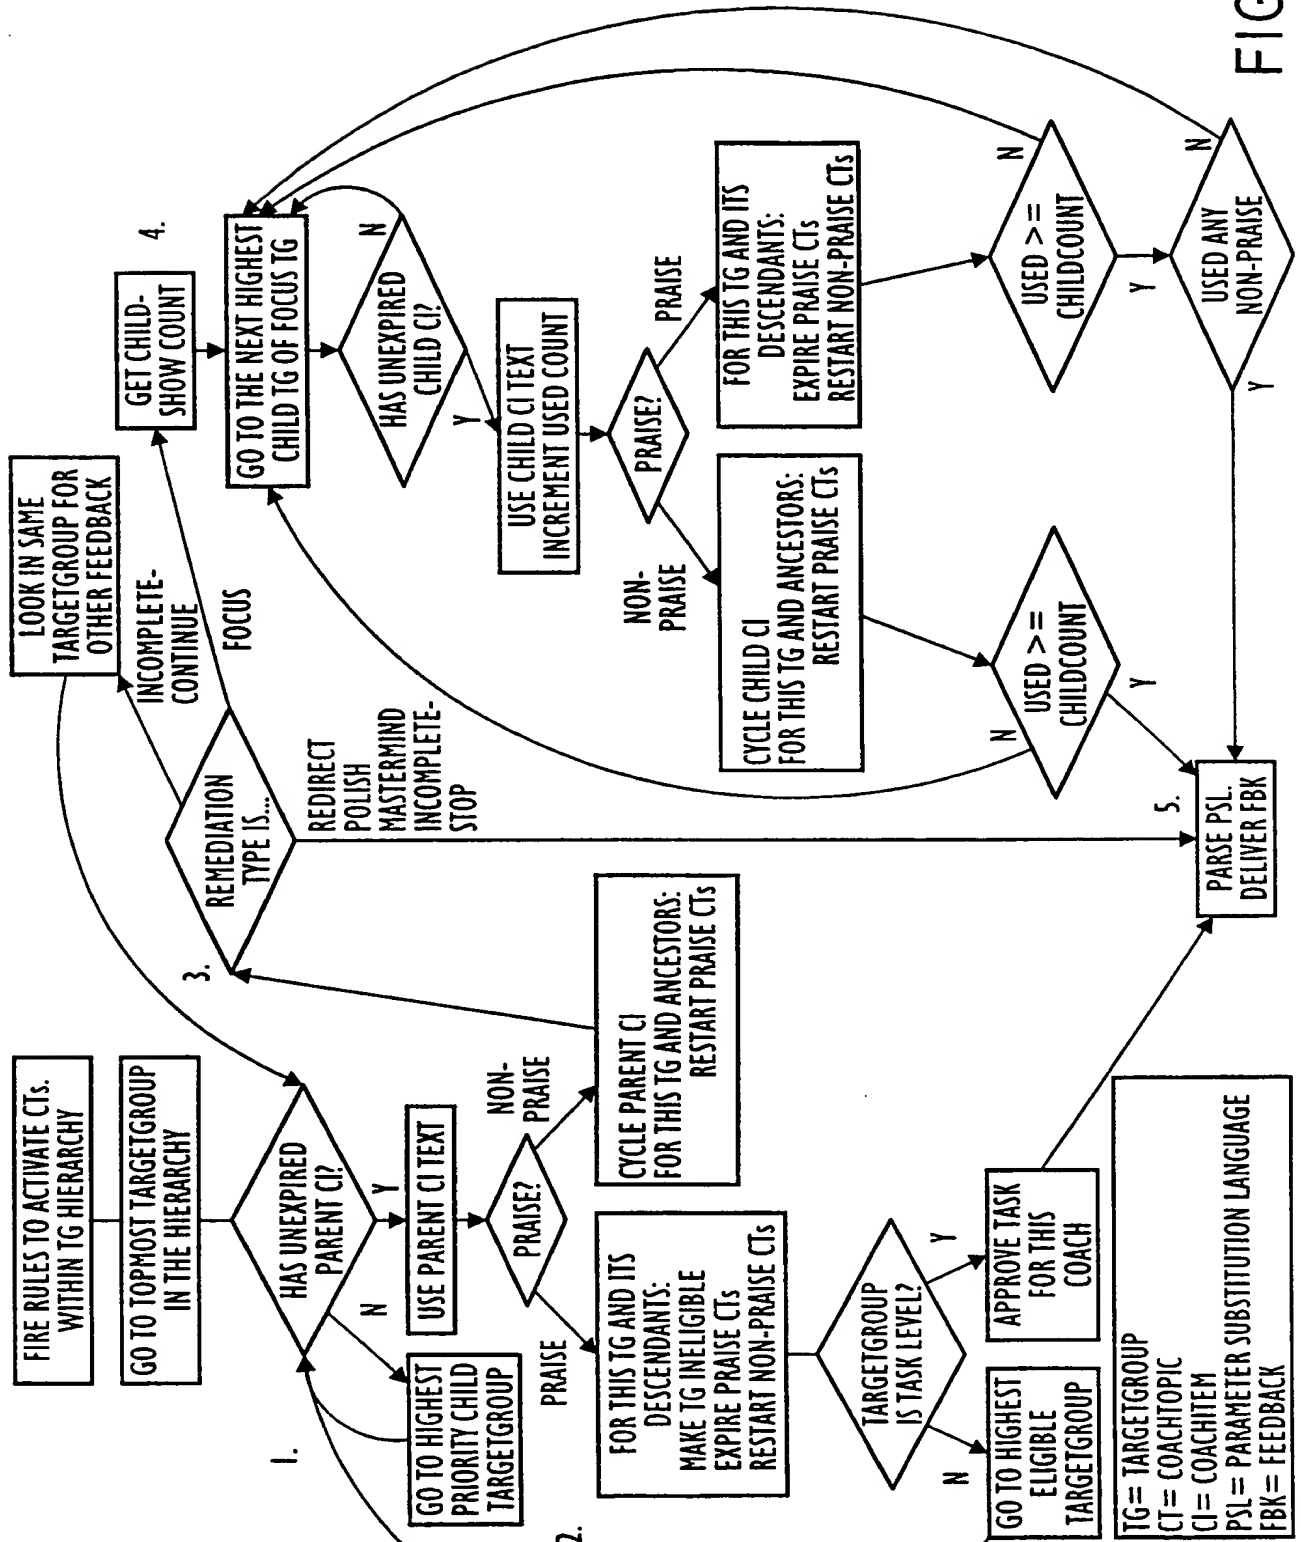 FIRE RULES TO ACTIVATE CTs.
WITHIN TG HIERARCHY
GO TO TOPMOST TARGETGROUP
IN THE HIERARCHY
1.
HAS UNEXPIRED
PARENT CI?
N
Y
GO TO HIGHEST
PRIORITY CHILD
TARGETGROUP
USE PARENT CI TEXT
2.
PRAISE?
PRAISE
NON-
PRAISE
FOR THIS TG AND ITS
DESCENDANTS:
MAKE TG INELIGIBLE
EXPIRE PRAISE CTs
RESTART NON-PRAISE CTs
CYCLE PARENT CI
FOR THIS TG AND ANCESTORS:
RESTART PRAISE CTs
TARGETGROUP
IS TASK LEVEL?
N
Y
GO TO HIGHEST
ELIGIBLE
TARGETGROUP
APPROVE TASK
FOR THIS
COACH
TG= TARGETGROUP
CT= COACHTOPIC
CI= COACHITEM
PSL= PARAMETER SUBSTITUTION LANGUAGE
FBK= FEEDBACK
3.
REMEDIATION
TYPE IS...
LOOK IN SAME
TARGETGROUP FOR
OTHER FEEDBACK
INCOMPLETE-
CONTINUE
FOCUS
REDIRECT
POLISH
MASTERMIND
INCOMPLETE-
STOP
4.
GET CHILD-
SHOW COUNT
GO TO THE NEXT HIGHEST
CHILD TG OF FOCUS TG
HAS UNEXPIRED
CHILD CI?
N
Y
USE CHILD CI TEXT
INCREMENT USED COUNT
PRAISE?
NON-
PRAISE
PRAISE
CYCLE CHILD CI
FOR THIS TG AND ANCESTORS:
RESTART PRAISE CTs
FOR THIS TG AND ITS
DESCENDANTS:
EXPIRE PRAISE CTs
RESTART NON-PRAISE CTs
USED >=
CHILDCOUNT
N
Y
USED >=
CHILDCOUNT
N
Y
USED ANY
NON-PRAISE
N
Y
5.
PARSE PSL.
DELIVER FBK
FIG